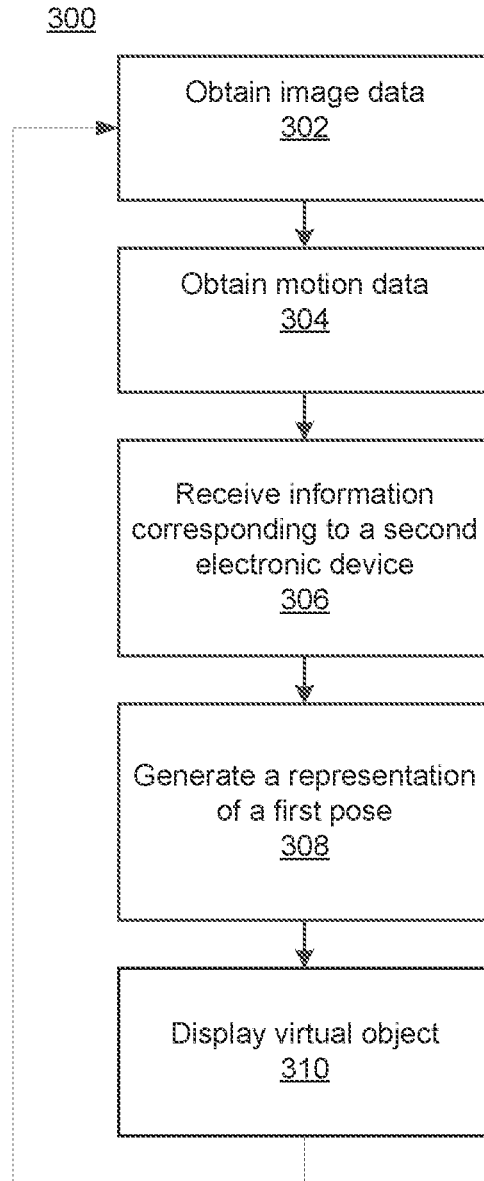 300
Obtain image data
302
Obtain motion data
304
Receive information
corresponding to a second
electronic device
306
Generate a representation
of a first pose
308
Display virtual object
310